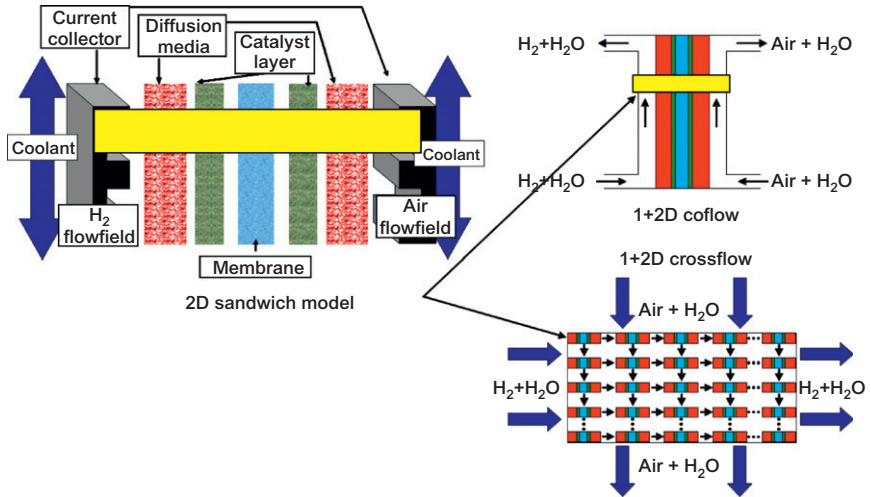 Current
collector
Diffusion
media
Catalyst
layer
Coolant
Coolant
H₂
flowfield
Air
flowfield
Membrane
2D sandwich model
H₂+H₂O
Air + H₂O
H₂+H₂O
Air + H₂O
1+2D coflow
1+2D crossflow
Air + H₂O
H₂+H₂O
H₂+H₂O
Air + H₂O